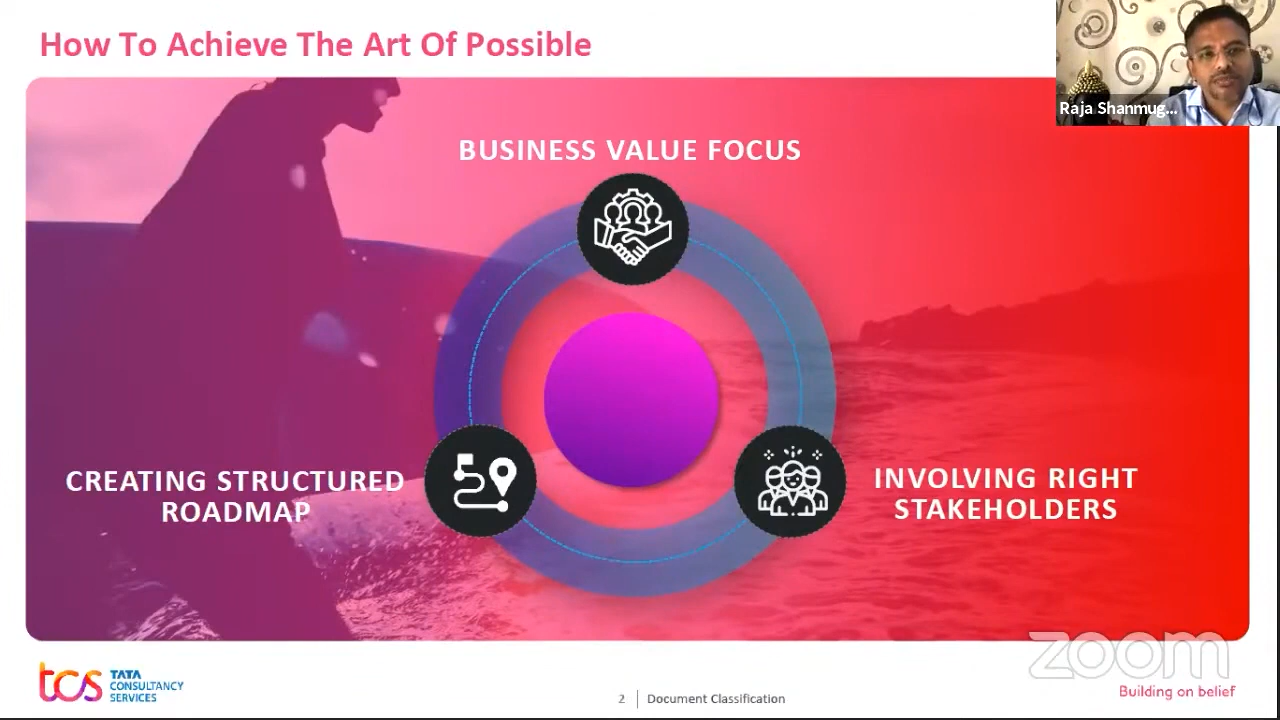 How To Achieve The Art Of Possible
Raja Shanmug...
BUSINESS VALUE FOCUS
CREATING STRUCTURED
ROADMAP
INVOLVING RIGHT
STAKEHOLDERS
zoom
tcs TATA
CONSULTANCY
SERVICES
2 Document Classification
Building on belief